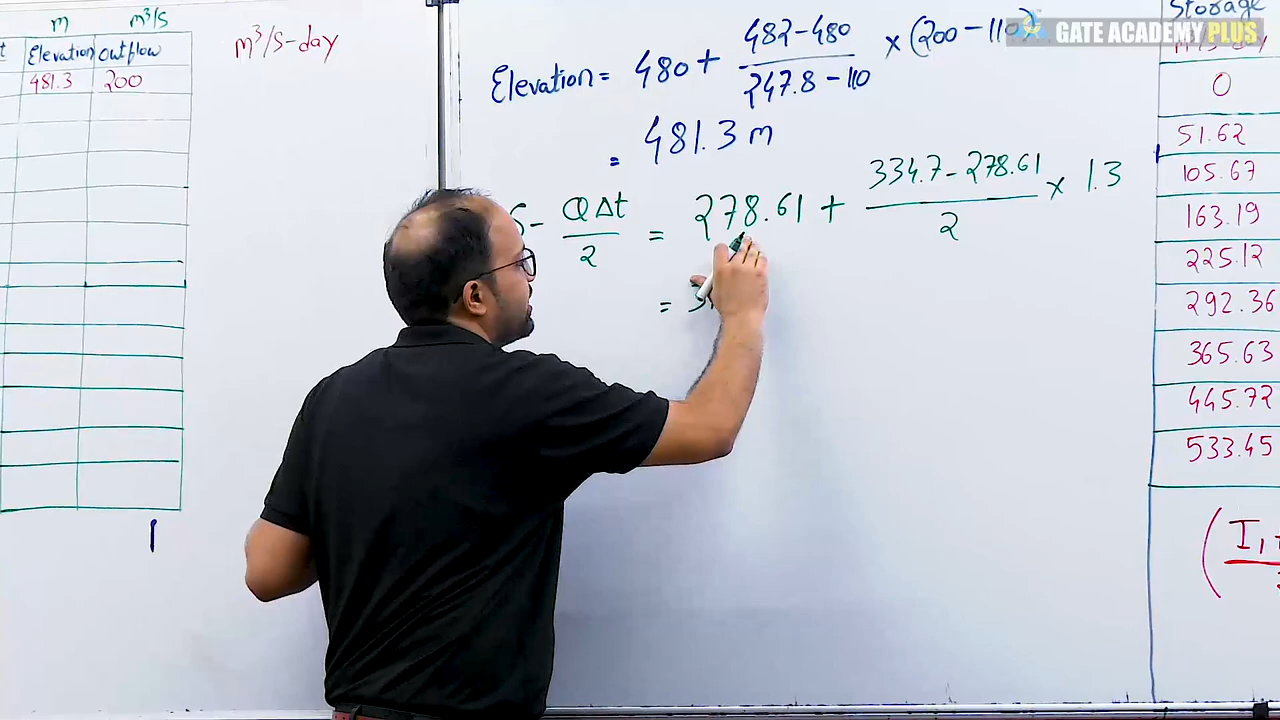 m m³/s
t Elevation Outflow
481.3 200
m³/s-day
Elevation = 480 + (482-480)/(247.8-110) × (200-110)
= 481.3 m
S - QΔt/2 = 278.61 + (334.7-278.61)/2 × 1.3
= 3
GATE ACADEMY PLUS
Storage
0
51.62
105.67
163.19
225.12
292.36
365.63
445.72
533.45
(I₁ +